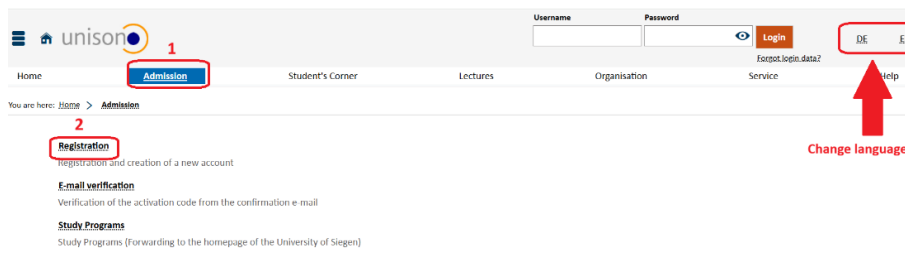 Username Password
unisono
Login
DE E
Forgot login data?
1
Home Admission Student's Corner Lectures Organisation Service Help
You are here: Home > Admission
2
Registration
Change language
Registration and creation of a new account
E-mail verification
Verification of the activation code from the confirmation e-mail
Study Programs
Study Programs (Forwarding to the homepage of the University of Siegen)